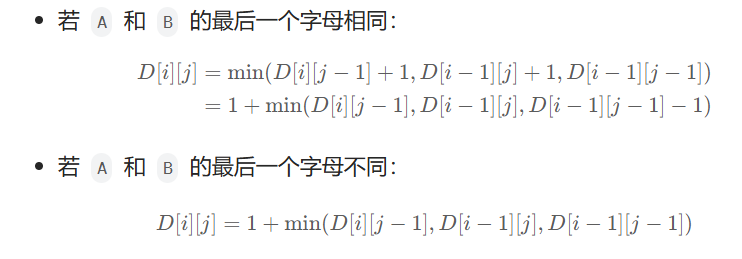 • 若 A 和 B 的最后一个字母相同：
D[i][j] = min(D[i][j − 1] + 1, D[i − 1][j] + 1, D[i − 1][j − 1])
= 1 + min(D[i][j − 1], D[i − 1][j], D[i − 1][j − 1] − 1)
• 若 A 和 B 的最后一个字母不同：
D[i][j] = 1 + min(D[i][j − 1], D[i − 1][j], D[i − 1][j − 1])